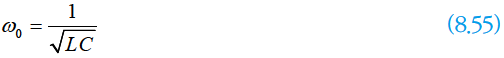 ω₀ = 1/√LC (8.55)